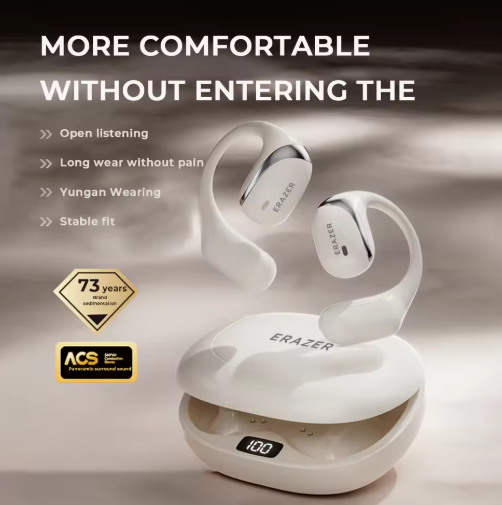 MORE COMFORTABLE
WITHOUT ENTERING THE
Open listening
Long wear without pain
Yungan Wearing
Stable fit
ERAZER
ERAZER
73 years
Brand
sedimentation
ERAZER
ACS
Panoramic surround sound
100